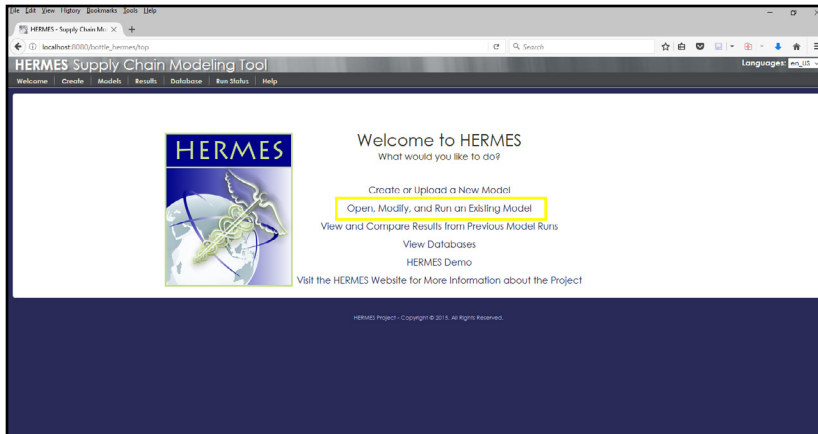 File Edit View History Bookmarks Tools Help
HERMES - Supply Chain Mo
localhost:8080/bottle_hermes/top
Search
HERMES Supply Chain Modeling Tool
Languages: en_US
Welcome Create Models Results Database Run Status Help
HERMES
Welcome to HERMES
What would you like to do?
Create or Upload a New Model
Open, Modify, and Run an Existing Model
View and Compare Results from Previous Model Runs
View Databases
HERMES Demo
Visit the HERMES Website for More Information about the Project
HERMES Project - Copyright © 2015. All Rights Reserved.